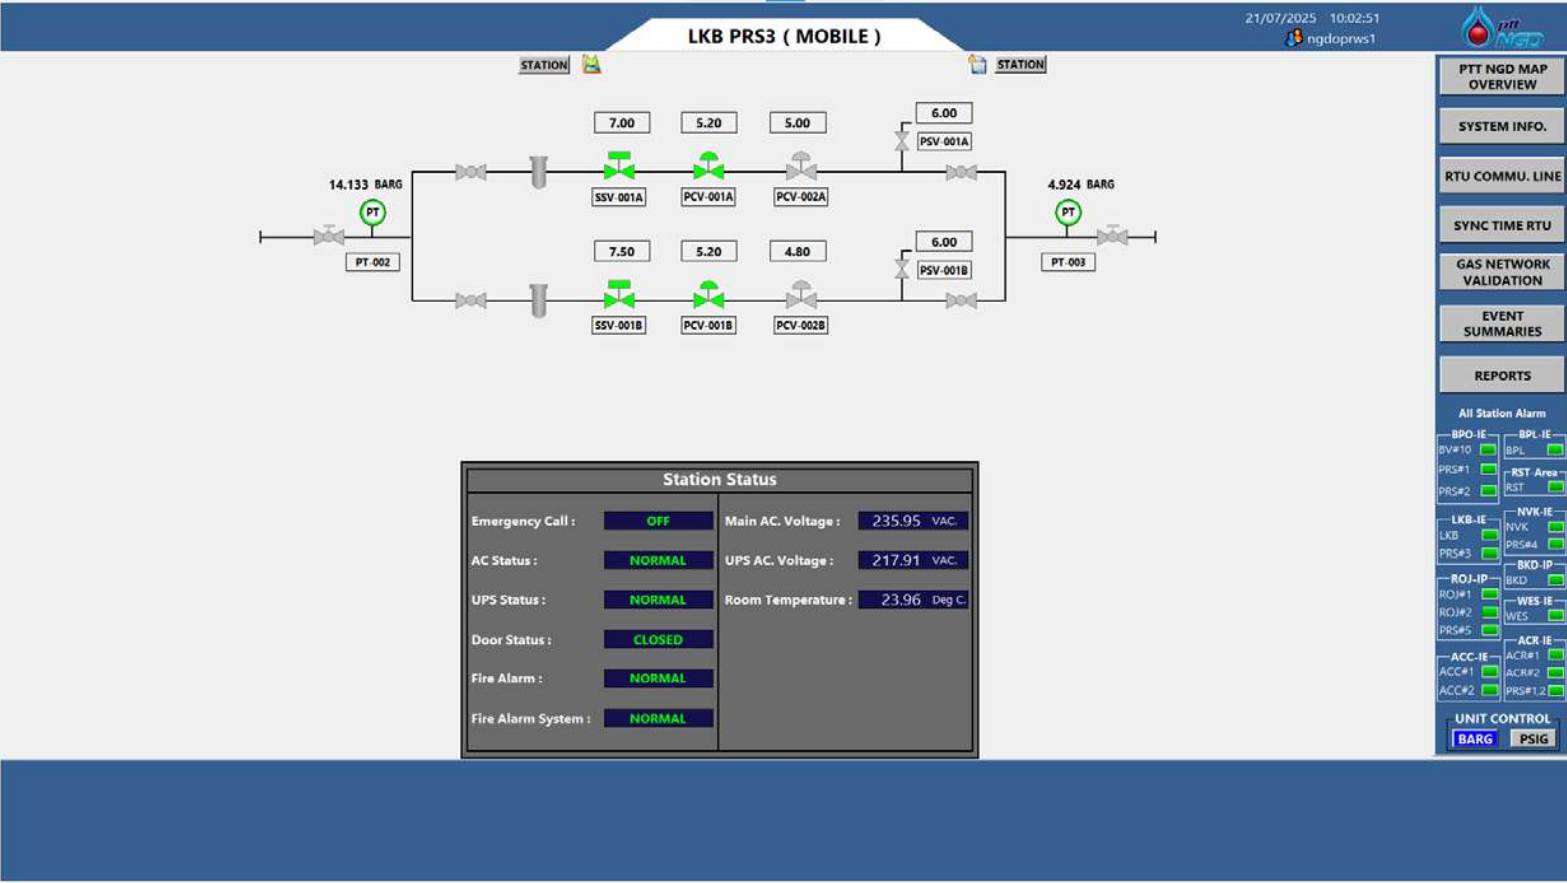 LKB PRS3 ( MOBILE )
21/07/2025 10:02:51
ngdoprws1
ptt
NGD
STATION
STATION
7.00
5.20
5.00
6.00
PSV-001A
14.133 BARG
PT
PT-002
SSV-001A
PCV-001A
PCV-002A
4.924 BARG
PT
PT-003
7.50
5.20
4.80
6.00
PSV-001B
SSV-001B
PCV-001B
PCV-002B
Station Status
Emergency Call : OFF
AC Status : NORMAL
UPS Status : NORMAL
Door Status : CLOSED
Fire Alarm : NORMAL
Fire Alarm System : NORMAL
Main AC. Voltage : 235.95 VAC.
UPS AC. Voltage : 217.91 VAC.
Room Temperature : 23.96 Deg C.
PTT NGD MAP
OVERVIEW
SYSTEM INFO.
RTU COMMU. LINE
SYNC TIME RTU
GAS NETWORK
VALIDATION
EVENT
SUMMARIES
REPORTS
All Station Alarm
BPO-IE
BV#10
PRS#1
PRS#2
BPL-IE
BPL
RST-Area
RST
LKB-IE
LKB
PRS#3
NVK-IE
NVK
PRS#4
BKD-IP
BKD
ROJ-IP
ROJ#1
ROJ#2
PRS#5
WES-IE
WES
ACR-IE
ACR#1
ACR#2
PRS#1,2
ACC-IE
ACC#1
ACC#2
UNIT CONTROL
BARG PSIG